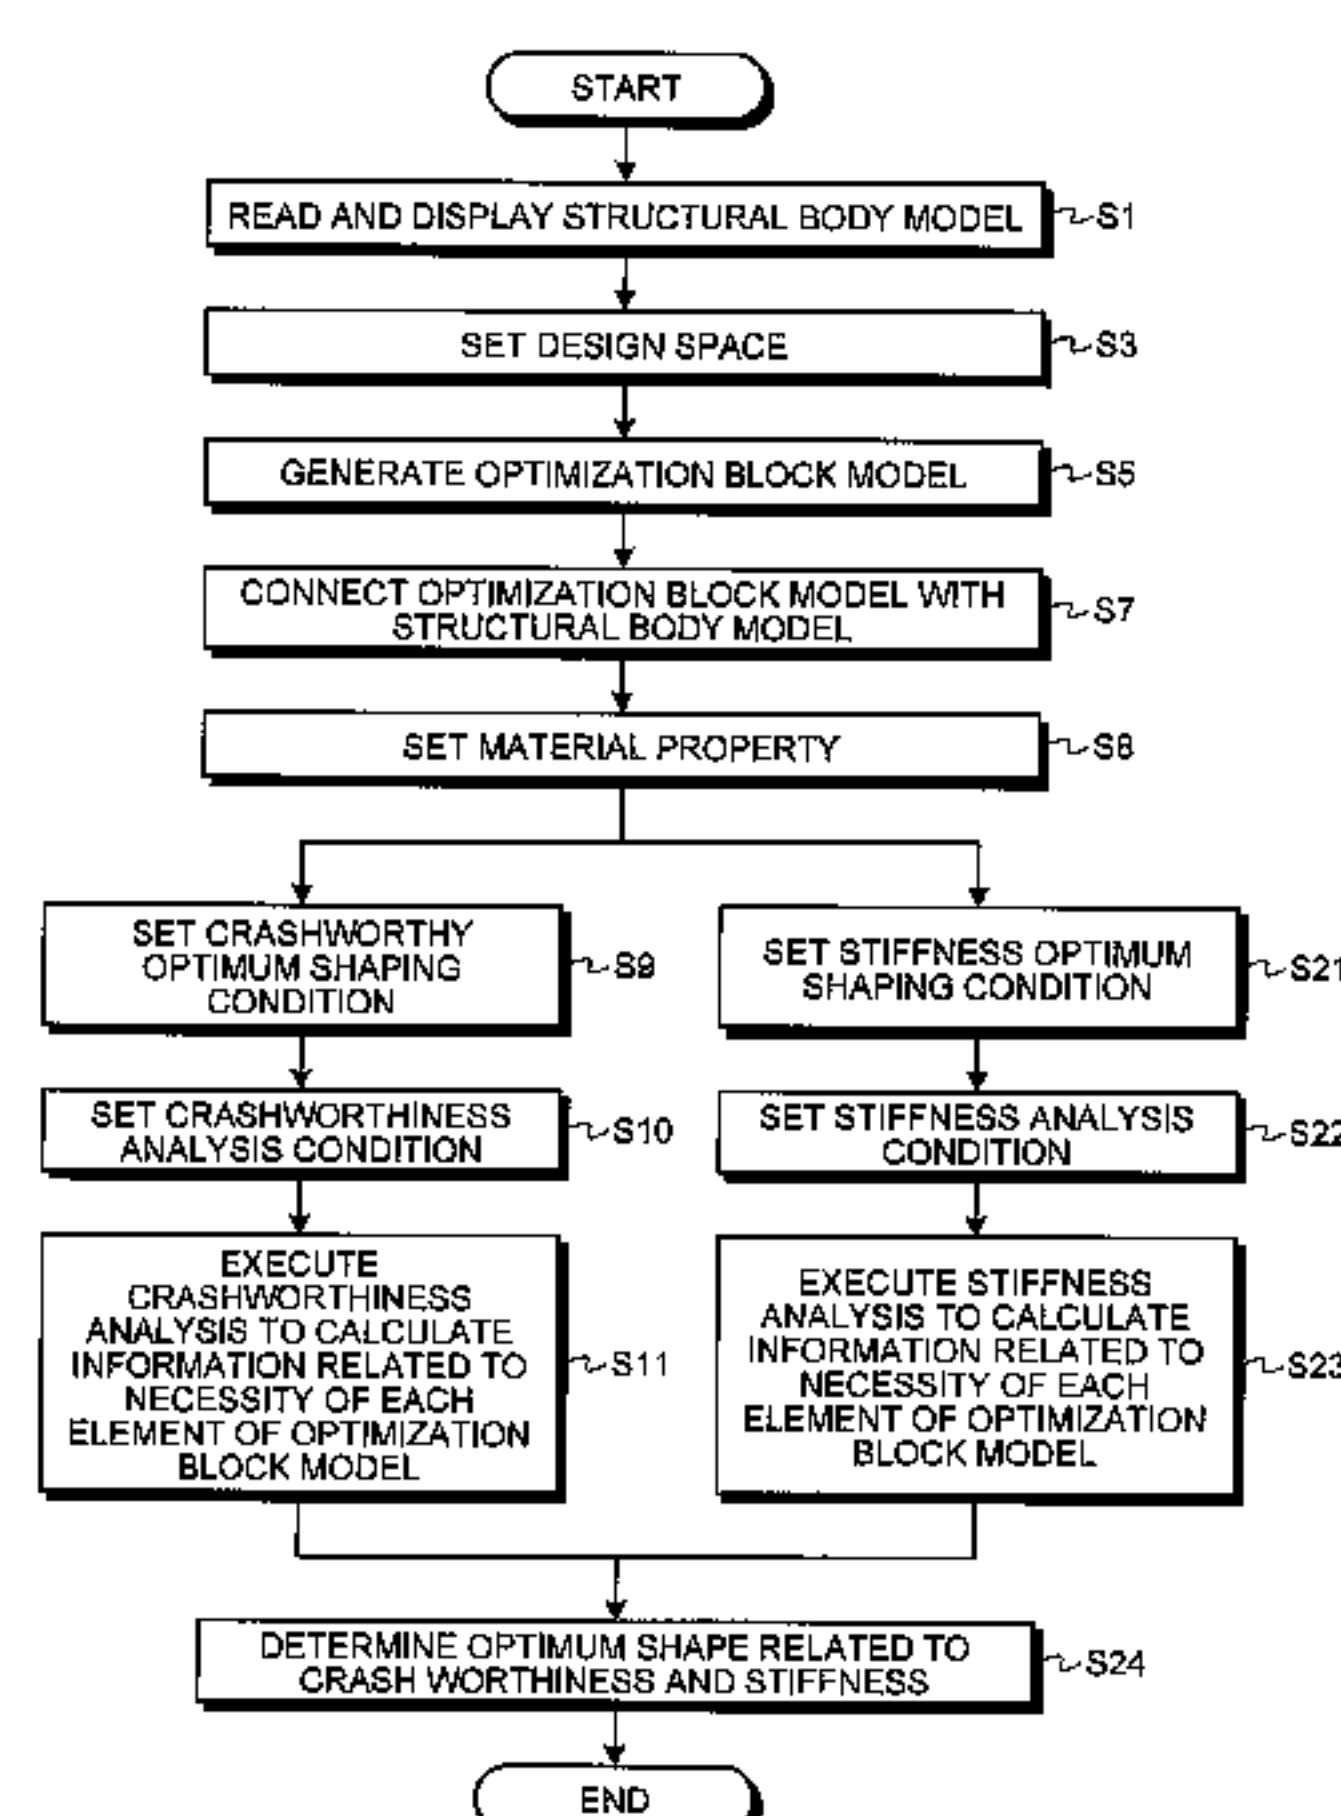 START
READ AND DISPLAY STRUCTURAL BODY MODEL
S1
SET DESIGN SPACE
S3
GENERATE OPTIMIZATION BLOCK MODEL
S5
CONNECT OPTIMIZATION BLOCK MODEL WITH
STRUCTURAL BODY MODEL
S7
SET MATERIAL PROPERTY
S8
SET CRASHWORTHY
OPTIMUM SHAPING
CONDITION
S9
SET STIFFNESS OPTIMUM
SHAPING CONDITION
S21
SET CRASHWORTHINESS
ANALYSIS CONDITION
S10
SET STIFFNESS ANALYSIS
CONDITION
S22
EXECUTE
CRASHWORTHINESS
ANALYSIS TO CALCULATE
INFORMATION RELATED TO
NECESSITY OF EACH
ELEMENT OF OPTIMIZATION
BLOCK MODEL
S11
EXECUTE STIFFNESS
ANALYSIS TO CALCULATE
INFORMATION RELATED TO
NECESSITY OF EACH
ELEMENT OF OPTIMIZATION
BLOCK MODEL
S23
DETERMINE OPTIMUM SHAPE RELATED TO
CRASH WORTHINESS AND STIFFNESS
S24
END